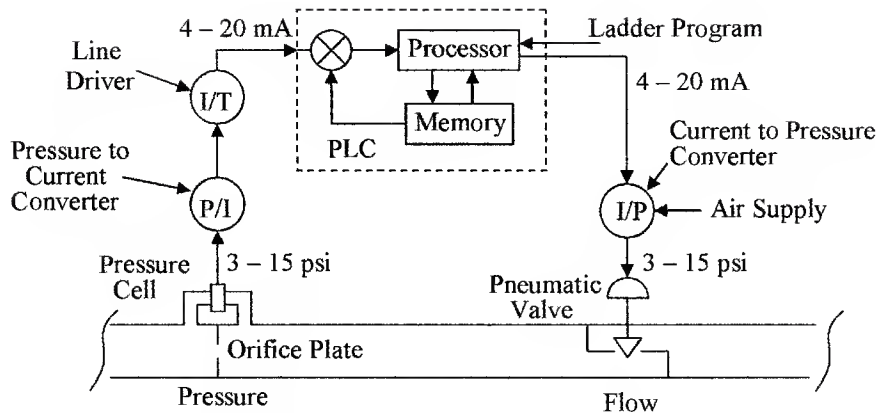 4 – 20 mA
Line
Driver
I/T
Processor
Ladder Program
4 – 20 mA
Memory
PLC
Pressure to
Current
Converter
P/I
Current to Pressure
Converter
I/P
Air Supply
3 – 15 psi
Pressure
Cell
3 – 15 psi
Pneumatic
Valve
Orifice Plate
Pressure
Flow